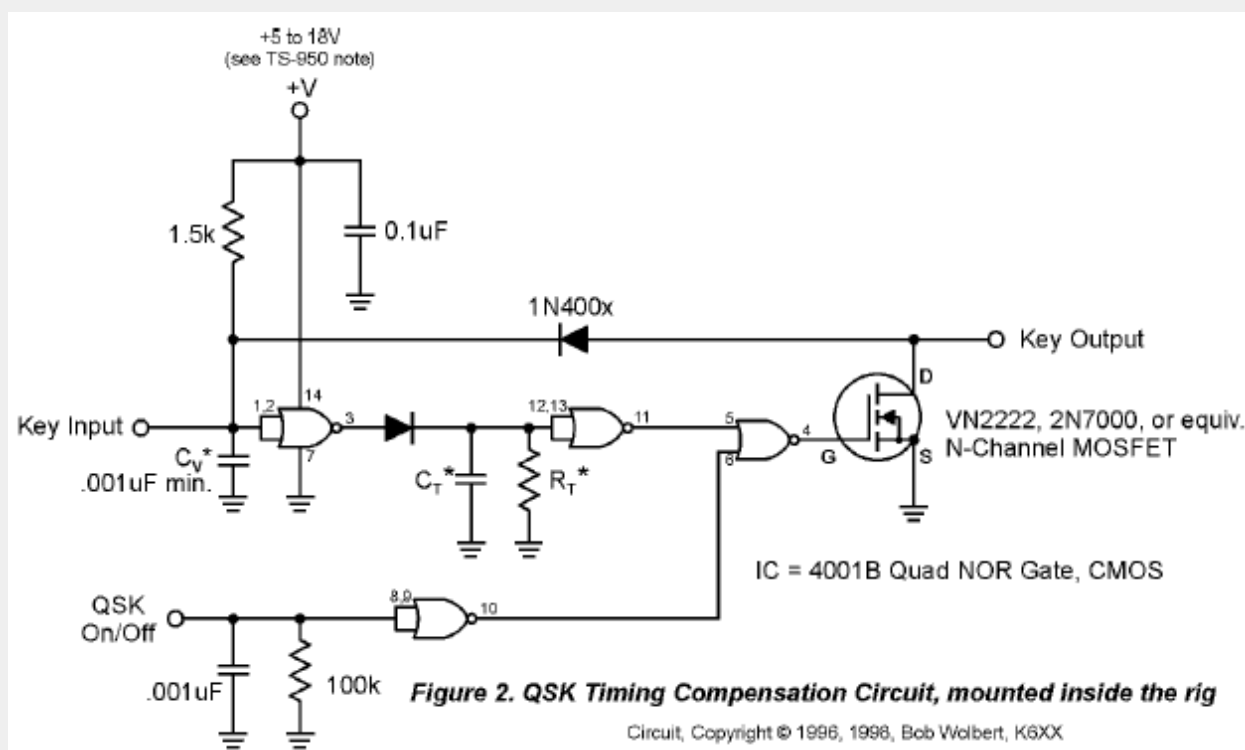 +5 to 18V
(see TS-950 note)
+V
1.5k
0.1uF
1N400x
Key Output
D
1,2
14
3
12,13
11
5
4
Key Input
7
6
G
S
VN2222, 2N7000, or equiv.
N-Channel MOSFET
Cv*
.001uF min.
CT*
RT*
IC = 4001B Quad NOR Gate, CMOS
QSK
On/Off
8,9
10
.001uF
100k
Figure 2. QSK Timing Compensation Circuit, mounted inside the rig
Circuit, Copyright © 1996, 1998, Bob Wolbert, K6XX